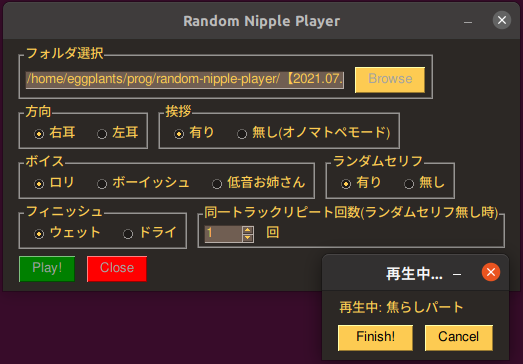 Random Nipple Player
フォルダ選択
/home/eggplants/prog/random-nipple-player/【2021.07.
Browse
方向
右耳 左耳
挨拶
有り 無し(オノマトペモード)
ボイス
ロリ ボーイッシュ 低音お姉さん
ランダムセリフ
有り 無し
フィニッシュ
ウェット ドライ
同一トラックリピート回数(ランダムセリフ無し時)
1 回
Play! Close
再生中...
再生中: 焦らしパート
Finish! Cancel